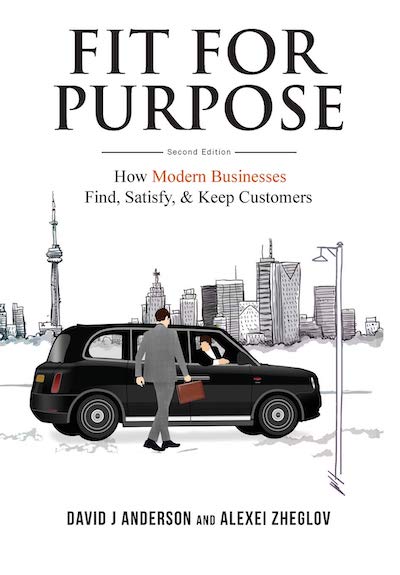 FIT FOR
PURPOSE
Second Edition
How Modern Businesses
Find, Satisfy, & Keep Customers
DAVID J ANDERSON AND ALEXEI ZHEGLOV